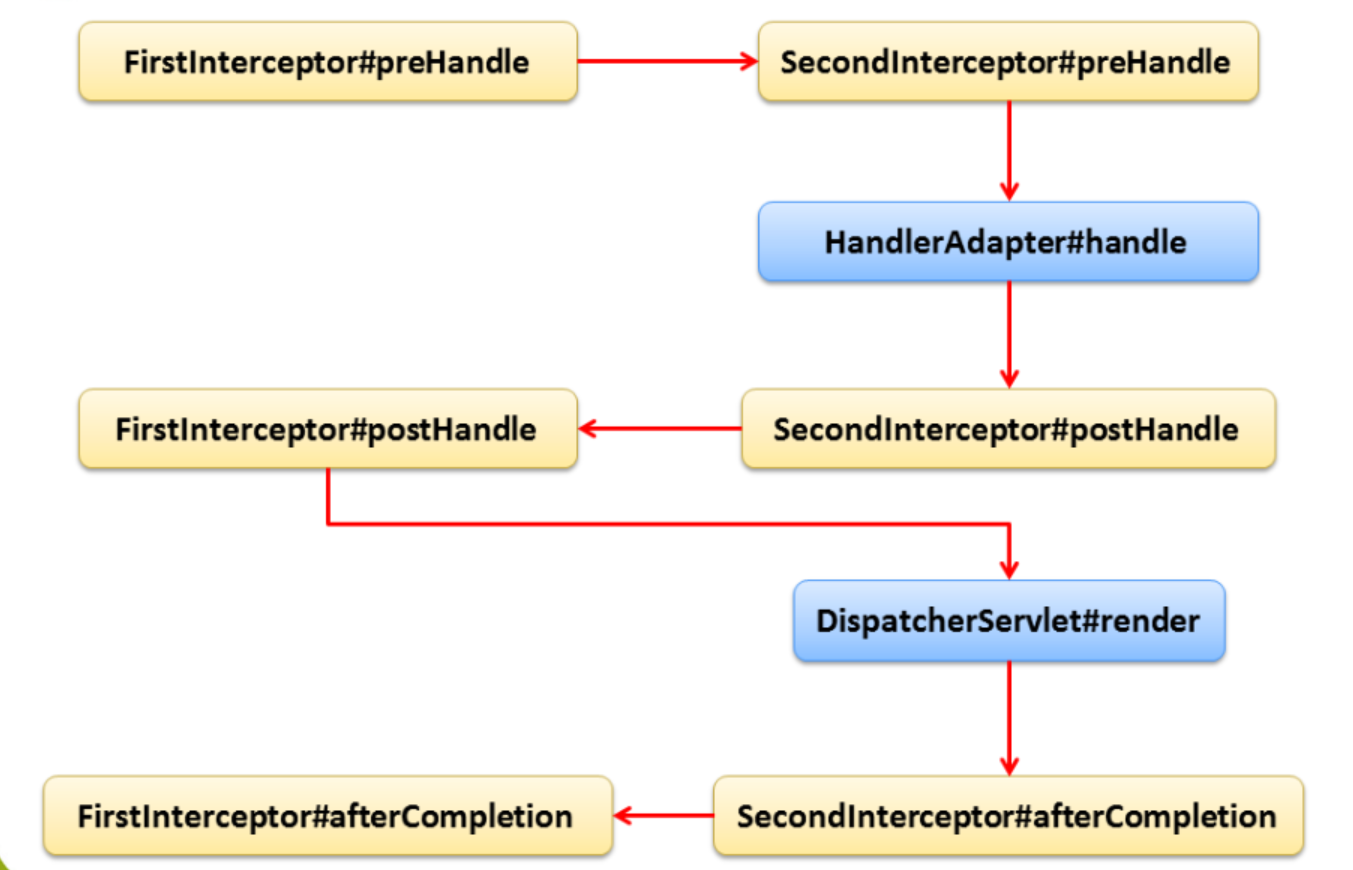 FirstInterceptor#preHandle
SecondInterceptor#preHandle
HandlerAdapter#handle
FirstInterceptor#postHandle
SecondInterceptor#postHandle
DispatcherServlet#render
FirstInterceptor#afterCompletion
SecondInterceptor#afterCompletion